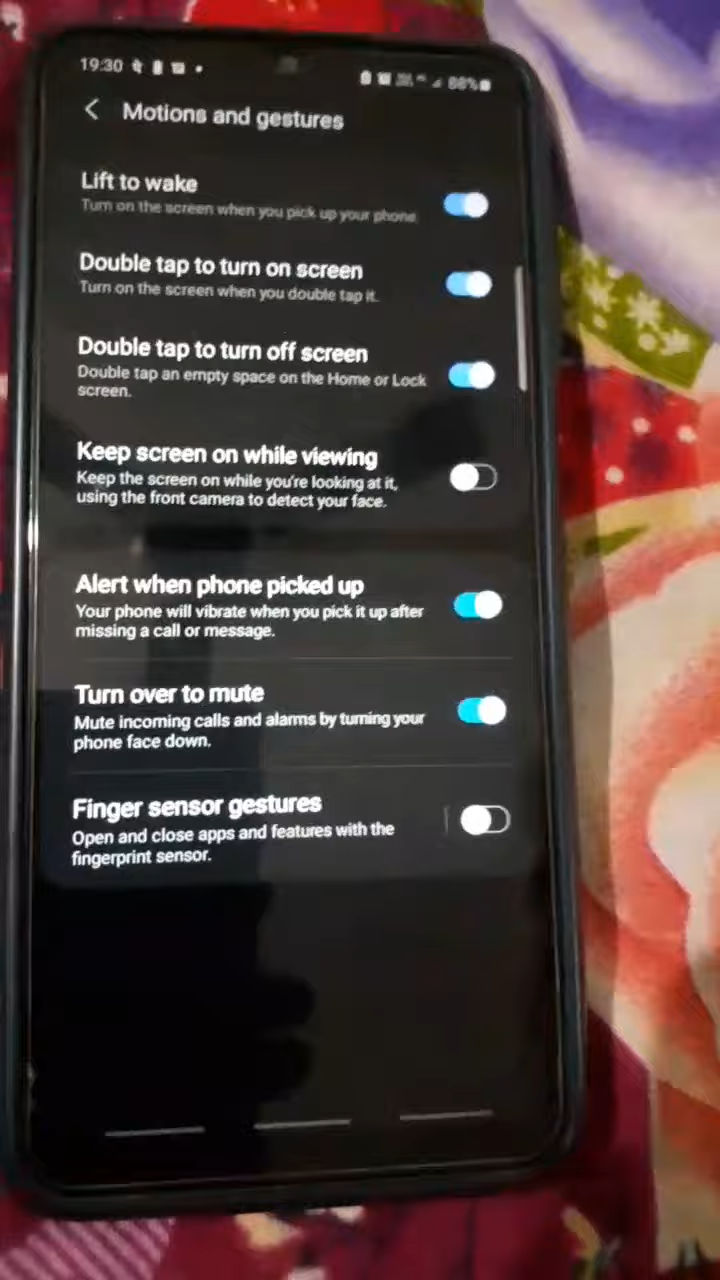 19:30
88%
Motions and gestures
Lift to wake
Turn on the screen when you pick up your phone.
Double tap to turn on screen
Turn on the screen when you double tap it.
Double tap to turn off screen
Double tap an empty space on the Home or Lock
screen.
Keep screen on while viewing
Keep the screen on while you're looking at it,
using the front camera to detect your face.
Alert when phone picked up
Your phone will vibrate when you pick it up after
missing a call or message.
Turn over to mute
Mute incoming calls and alarms by turning your
phone face down.
Finger sensor gestures
Open and close apps and features with the
fingerprint sensor.